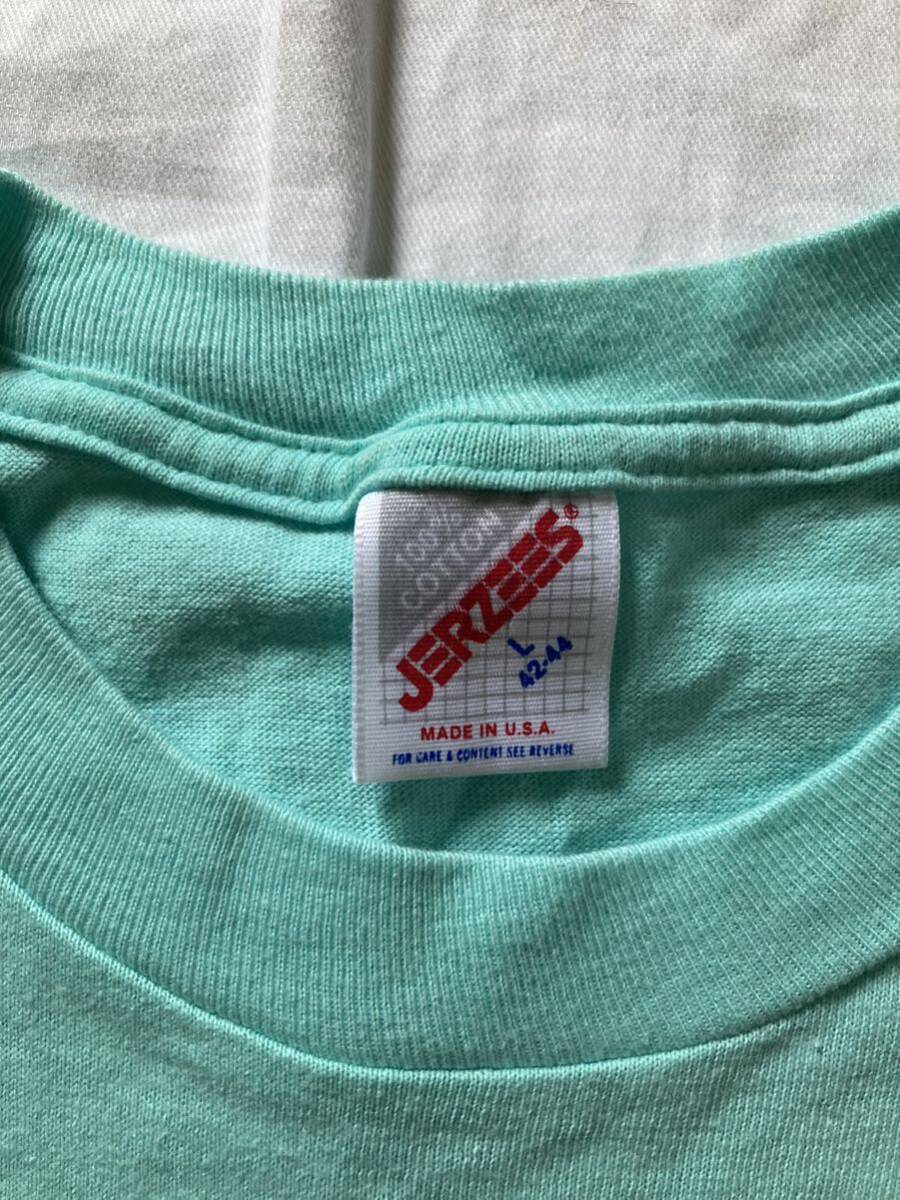 100%
COTTON
JERZEES®
L
42-44
MADE IN U.S.A.
FOR CARE & CONTENT SEE REVERSE